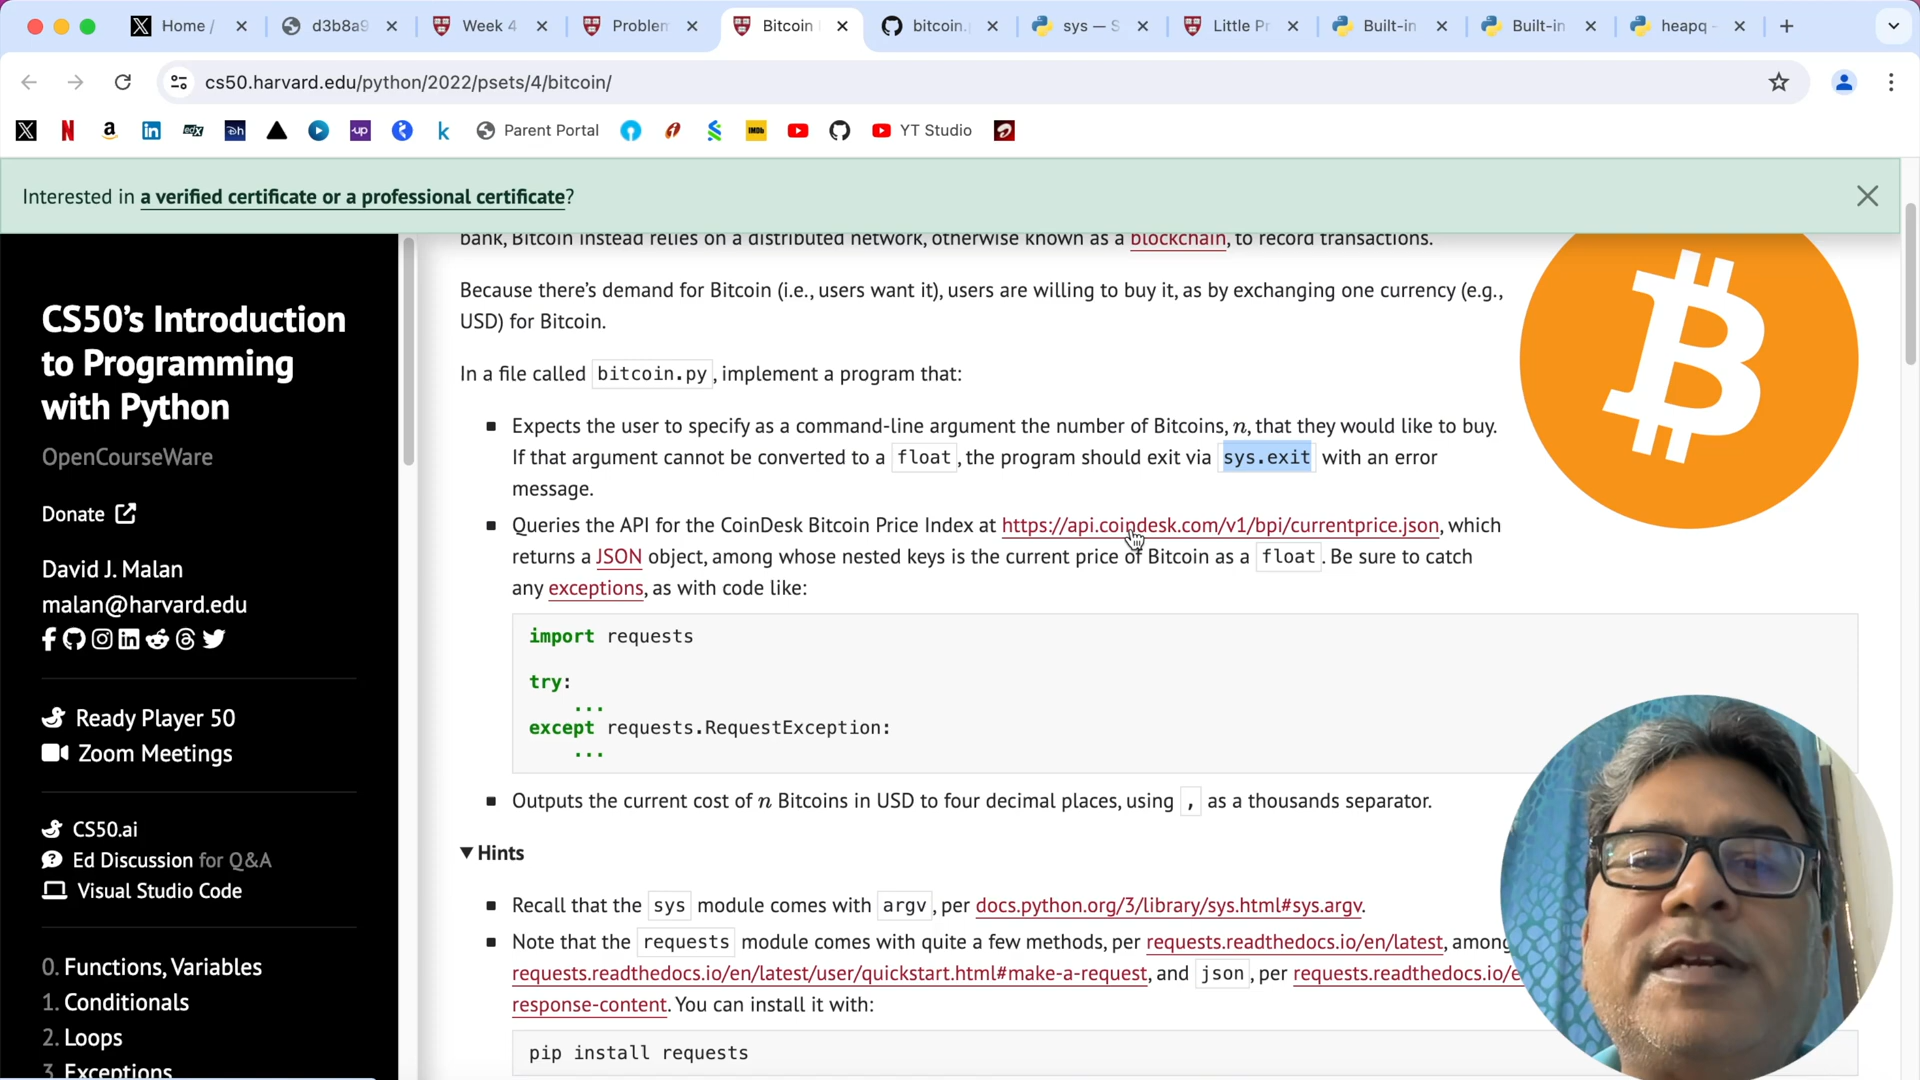 Home /
d3b8a9
Week 4
Problem
Bitcoin
bitcoin.
sys — S
Little Pr
Built-in
Built-in
heapq -
cs50.harvard.edu/python/2022/psets/4/bitcoin/
Parent Portal
YT Studio
Interested in a verified certificate or a professional certificate?
CS50's Introduction
to Programming
with Python
OpenCourseWare
Donate
David J. Malan
malan@harvard.edu
Ready Player 50
Zoom Meetings
CS50.ai
Ed Discussion for Q&A
Visual Studio Code
0. Functions, Variables
1. Conditionals
2. Loops
3. Exceptions
bank, Bitcoin instead relies on a distributed network, otherwise known as a blockchain, to record transactions.
Because there's demand for Bitcoin (i.e., users want it), users are willing to buy it, as by exchanging one currency (e.g.,
USD) for Bitcoin.
In a file called bitcoin.py, implement a program that:
Expects the user to specify as a command-line argument the number of Bitcoins, n, that they would like to buy.
If that argument cannot be converted to a float, the program should exit via sys.exit with an error
message.
Queries the API for the CoinDesk Bitcoin Price Index at https://api.coindesk.com/v1/bpi/currentprice.json, which
returns a JSON object, among whose nested keys is the current price of Bitcoin as a float. Be sure to catch
any exceptions, as with code like:
import requests
try:
...
except requests.RequestException:
...
Outputs the current cost of n Bitcoins in USD to four decimal places, using , as a thousands separator.
Hints
Recall that the sys module comes with argv, per docs.python.org/3/library/sys.html#sys.argv.
Note that the requests module comes with quite a few methods, per requests.readthedocs.io/en/latest, among
requests.readthedocs.io/en/latest/user/quickstart.html#make-a-request, and json, per requests.readthedocs.io/e
response-content. You can install it with:
pip install requests